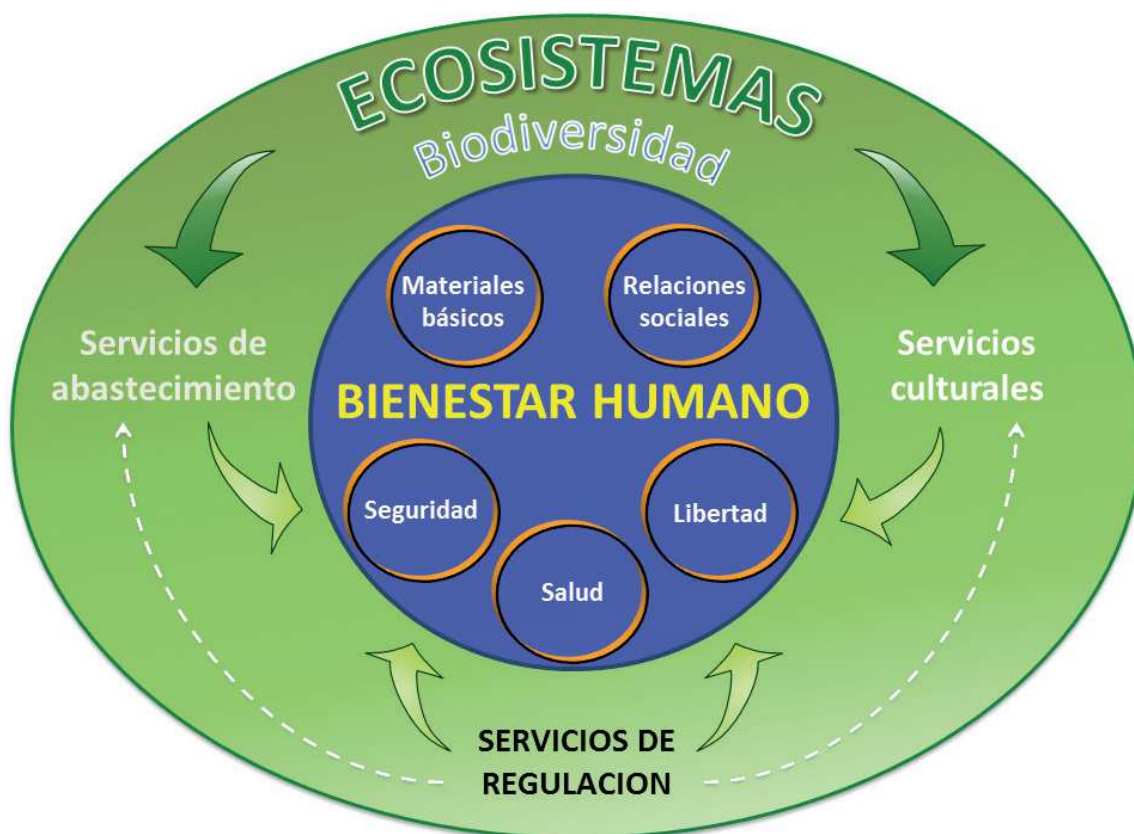 ECOSISTEMAS
Biodiversidad
Materiales
básicos
Relaciones
sociales
Servicios de
abastecimiento
Servicios
culturales
BIENESTAR HUMANO
Seguridad
Libertad
Salud
SERVICIOS DE
REGULACION